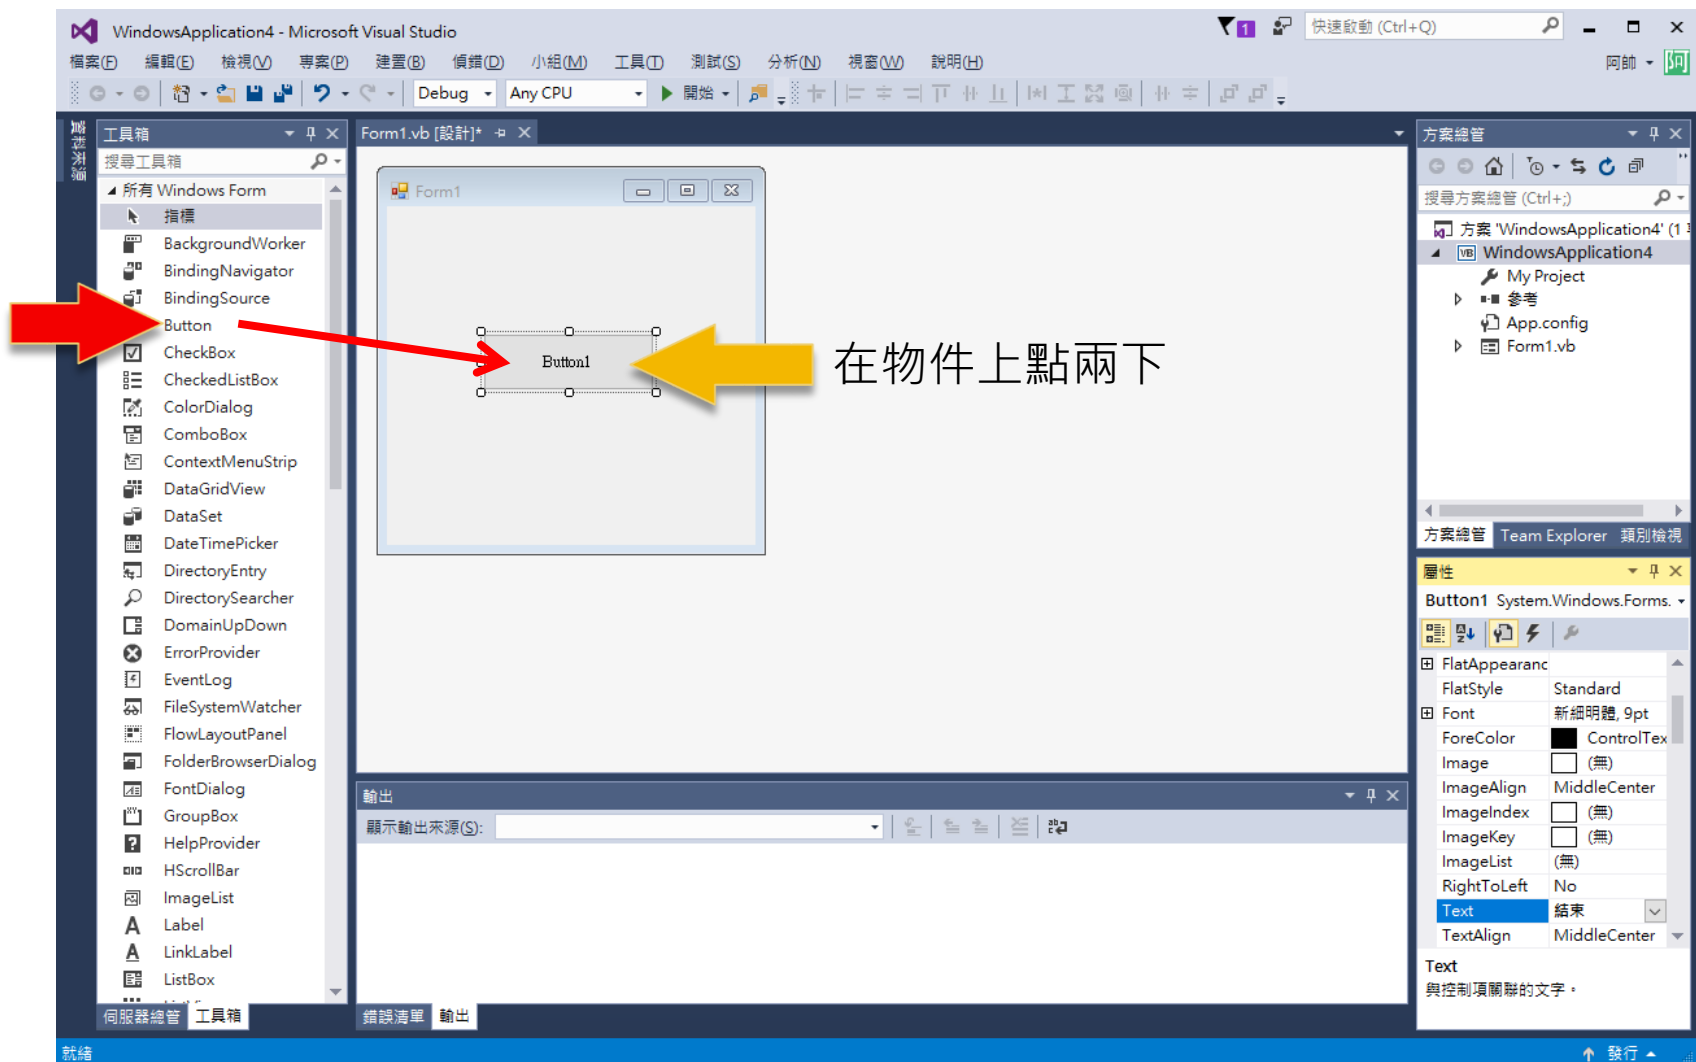 WindowsApplication4 - Microsoft Visual Studio
1
快速啟動 (Ctrl+Q)
檔案(F) 編輯(E) 檢視(V) 專案(P) 建置(B) 偵錯(D) 小組(M) 工具(T) 測試(S) 分析(N) 視窗(W) 說明(H)
阿帥
阿
Debug
Any CPU
開始
資料來源
工具箱
搜尋工具箱
所有 Windows Form
指標
BackgroundWorker
BindingNavigator
BindingSource
Button
CheckBox
CheckedListBox
ColorDialog
ComboBox
ContextMenuStrip
DataGridView
DataSet
DateTimePicker
DirectoryEntry
DirectorySearcher
DomainUpDown
ErrorProvider
EventLog
FileSystemWatcher
FlowLayoutPanel
FolderBrowserDialog
FontDialog
GroupBox
HelpProvider
HScrollBar
ImageList
Label
LinkLabel
ListBox
伺服器總管 工具箱
Form1.vb [設計]*
Form1
Button1
在物件上點兩下
輸出
顯示輸出來源(S):
錯誤清單 輸出
方案總管
搜尋方案總管 (Ctrl+;)
方案 'WindowsApplication4' (1
WindowsApplication4
My Project
參考
App.config
Form1.vb
方案總管 Team Explorer 類別檢視
屬性
Button1 System.Windows.Forms.
FlatAppearanc
FlatStyle Standard
Font 新細明體, 9pt
ForeColor ControlTex
Image (無)
ImageAlign MiddleCenter
ImageIndex (無)
ImageKey (無)
ImageList (無)
RightToLeft No
Text 結束
TextAlign MiddleCenter
Text
與控制項關聯的文字。
就緒
發行